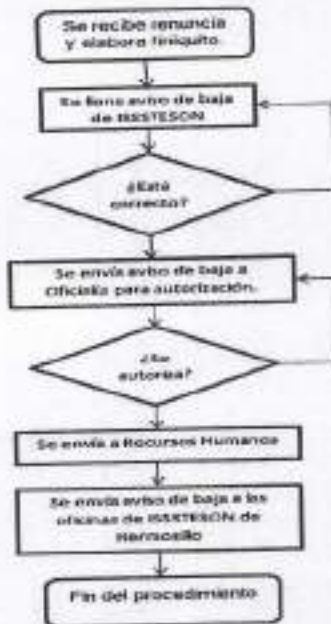 Se recibe renuncia
y elabora finiquito.
Se llena aviso de baja
de ISSSTESON
¿Está
correcto?
Se envía aviso de baja a
Oficialía para autorización.
¿Se
autoriza?
Se envía a Recursos Humanos
Se envía aviso de baja a las
oficinas de ISSSTESON de
Hermosillo
Fin del procedimiento